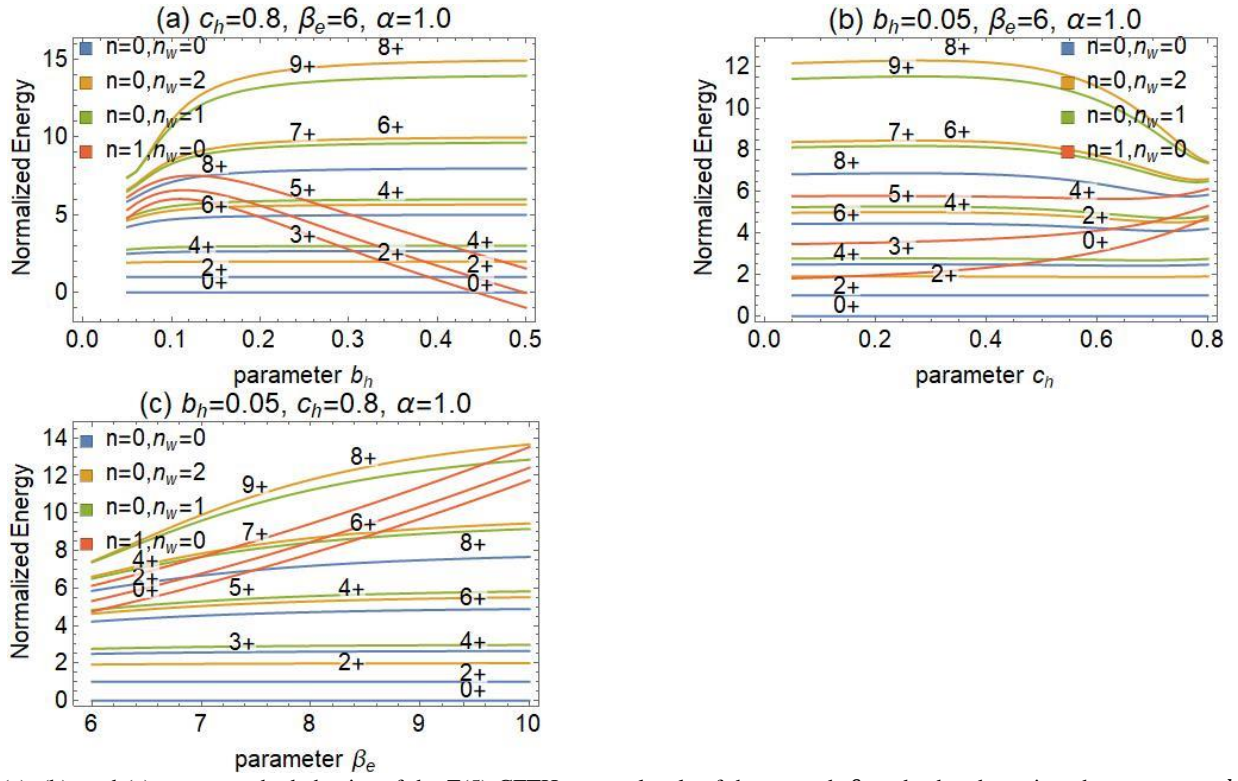 (a) c_h=0.8, β_e=6, α=1.0
n=0,n_w=0
n=0,n_w=2
n=0,n_w=1
n=1,n_w=0
8+
9+
6+
7+
8+
5+
4+
6+
3+
2+
4+
4+
2+
2+
0+
0+
Normalized Energy
15
10
5
0
0.0 0.1 0.2 0.3 0.4 0.5
parameter b_h
(b) b_h=0.05, β_e=6, α=1.0
n=0,n_w=0
n=0,n_w=2
n=0,n_w=1
n=1,n_w=0
8+
9+
7+
6+
8+
5+
4+
4+
6+
2+
3+
0+
4+
2+
2+
0+
Normalized Energy
12
10
8
6
4
2
0
0.0 0.2 0.4 0.6 0.8
parameter c_h
(c) b_h=0.05, c_h=0.8, α=1.0
n=0,n_w=0
n=0,n_w=2
n=0,n_w=1
n=1,n_w=0
8+
9+
6+
7+
8+
4+
2+
0+
5+
4+
6+
3+
4+
2+
2+
0+
Normalized Energy
14
12
10
8
6
4
2
0
6 7 8 9 10
parameter β_e